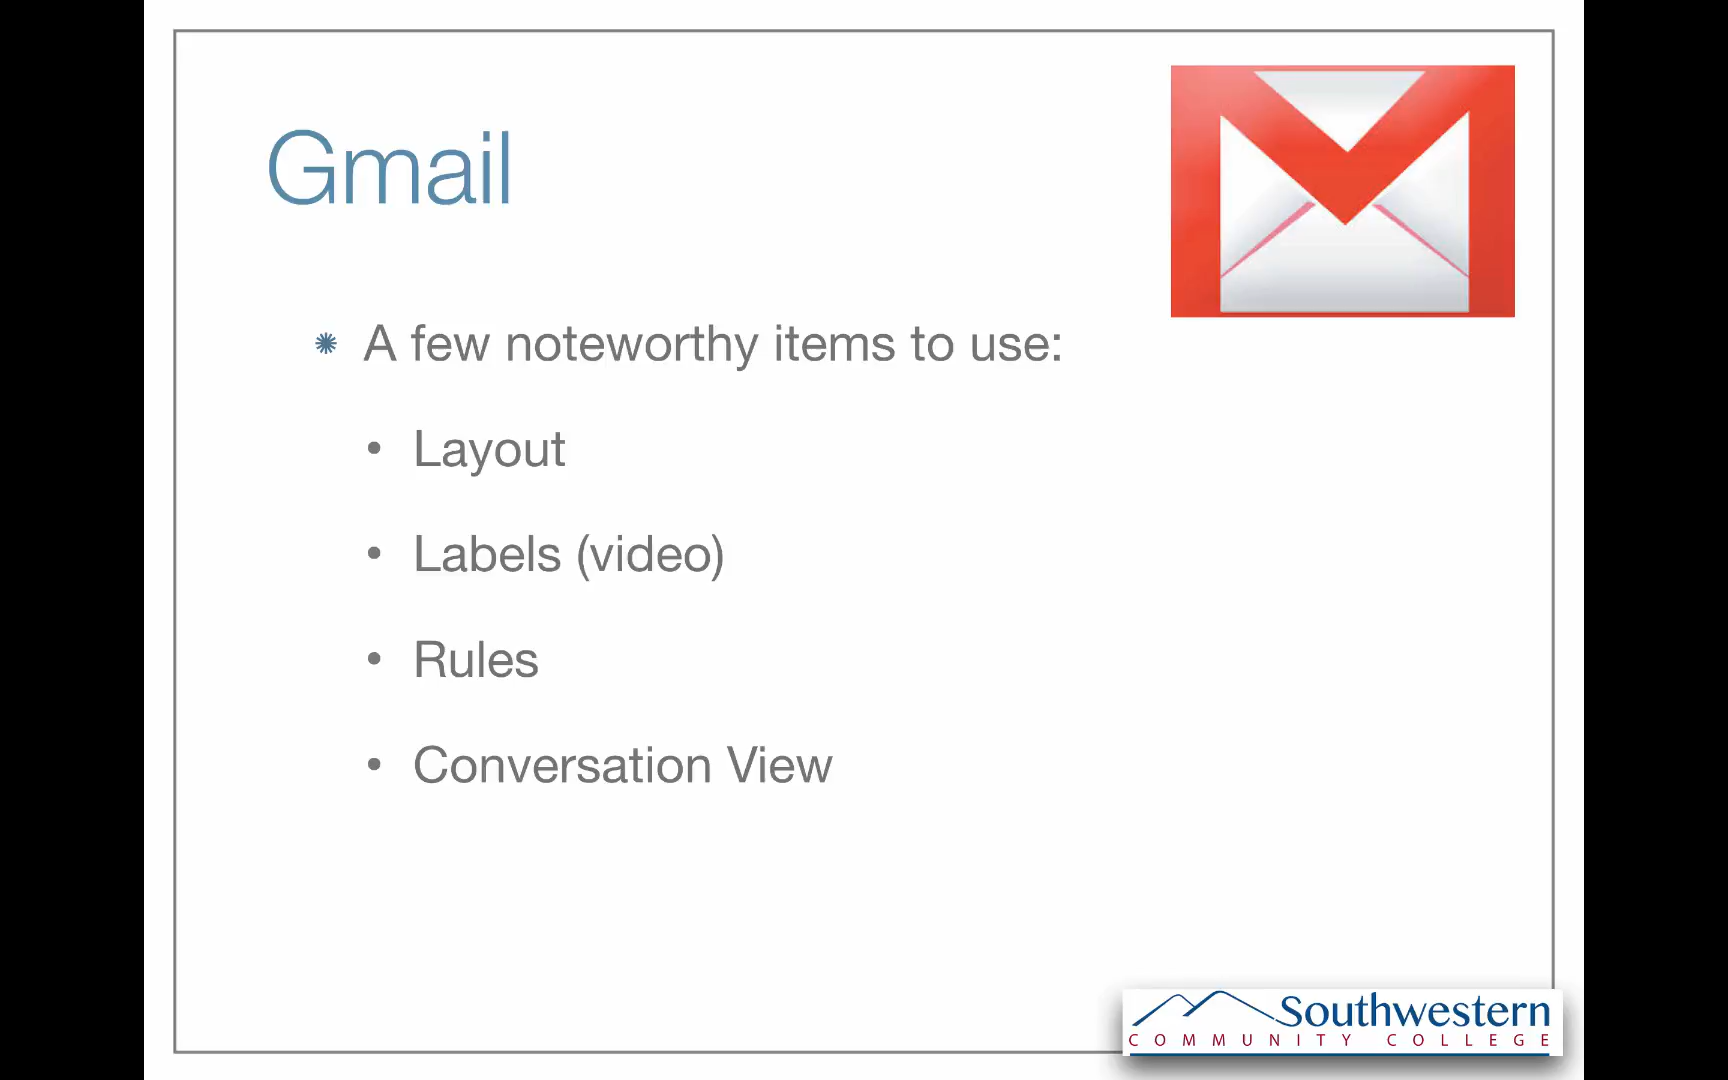 Gmail
A few noteworthy items to use:
Layout
Labels (video)
Rules
Conversation View
Southwestern
COMMUNITY COLLEGE